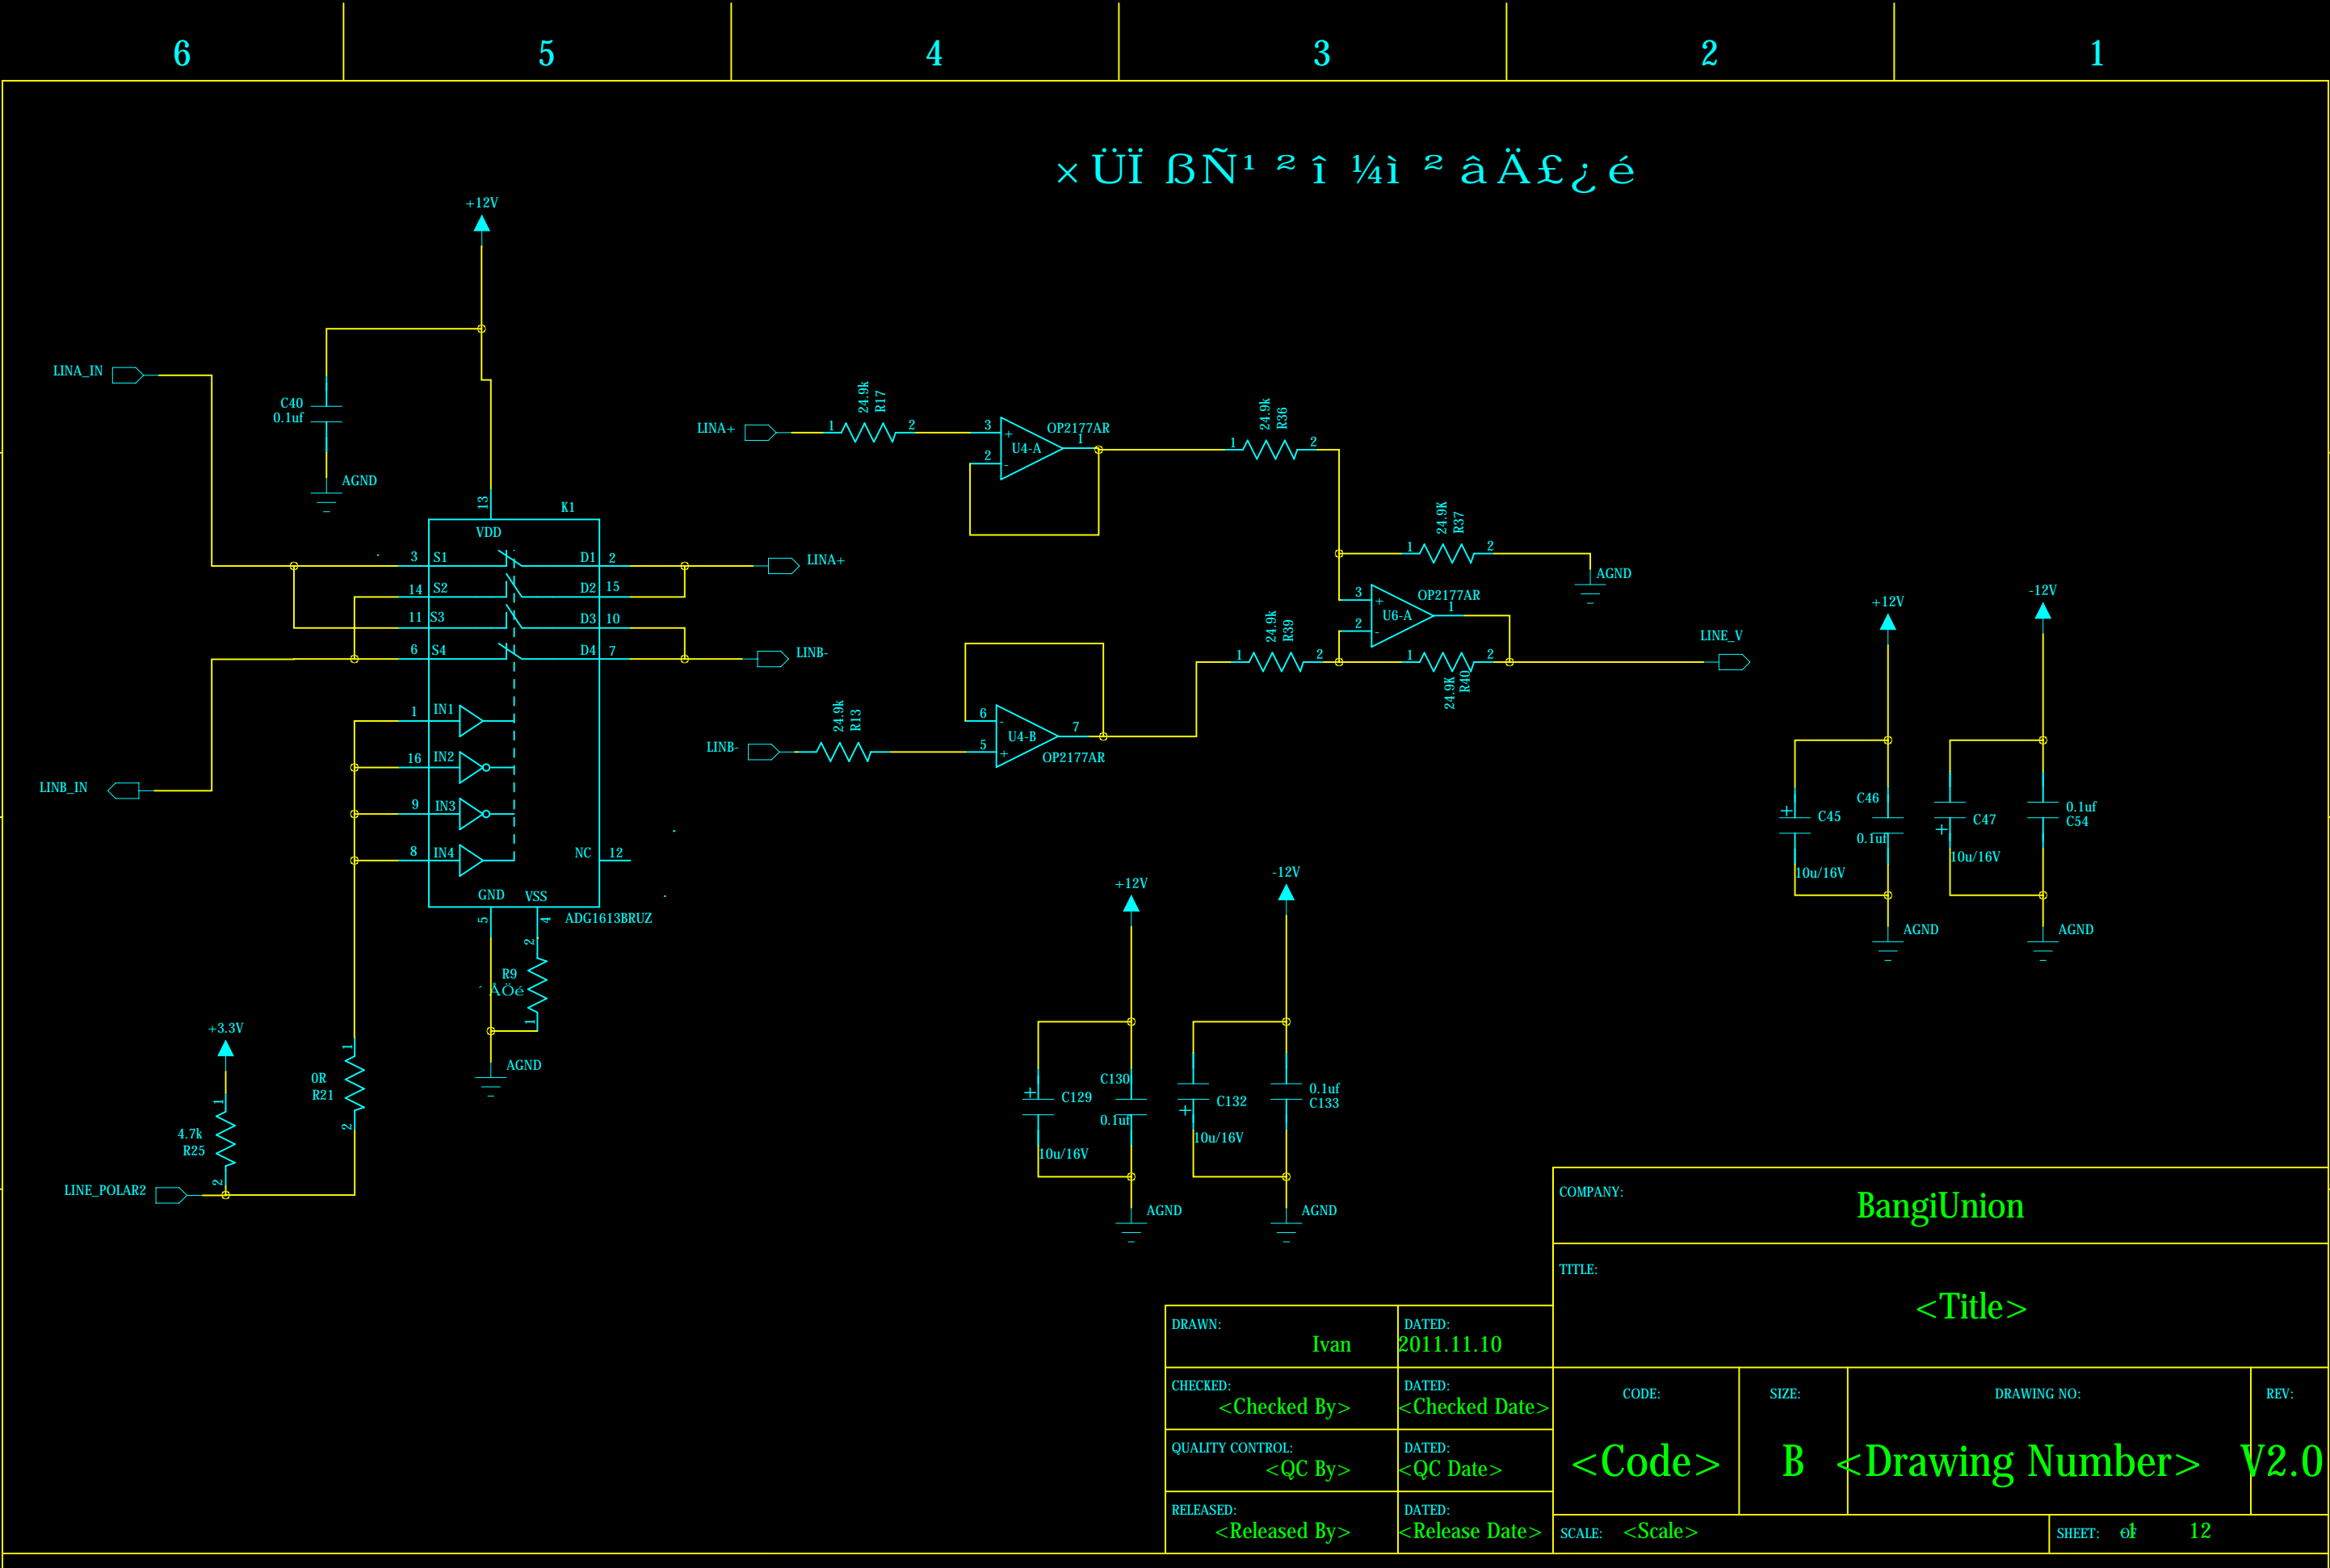 6 5 4 3 2 1
×ÜÏ ßÑ¹ ²î ¼ì ²âÄ£¿é
+12V
LINA_IN
C40
0.1uf
AGND
13
K1
VDD
3 S1 D1 2
14 S2 D2 15
11 S3 D3 10
6 S4 D4 7
1 IN1
16 IN2
9 IN3
8 IN4
NC 12
GND VSS
5 4
ADG1613BRUZ
LINA+
LINB-
LINB_IN
2
R9
´ÅÖé
1
AGND
+3.3V
1
4.7k
R25
2
1
0R
R21
2
LINE_POLAR2
LINA+
1 2
24.9k
R17
3
2
+
-
U4-A
OP2177AR
1
1 2
24.9k
R36
24.9K
R37
1 2
AGND
LINB-
24.9k
R13
6
5
-
+
U4-B
7
OP2177AR
24.9k
R39
1 2
3
2
+
-
U6-A
OP2177AR
1
1 2
24.9K
R40
LINE_V
+12V
-12V
+
C45
10u/16V
C46
0.1uf
+
C47
10u/16V
0.1uf
C54
AGND
AGND
+12V
-12V
+
C129
10u/16V
C130
0.1uf
+
C132
10u/16V
0.1uf
C133
AGND
AGND
COMPANY:
BangiUnion
TITLE:
<Title>
DRAWN:
Ivan
DATED:
2011.11.10
CHECKED:
<Checked By>
DATED:
<Checked Date>
QUALITY CONTROL:
<QC By>
DATED:
<QC Date>
RELEASED:
<Released By>
DATED:
<Release Date>
CODE:
<Code>
SIZE:
B
DRAWING NO:
<Drawing Number>
REV:
V2.0
SCALE: <Scale>
SHEET: 1 OF 12